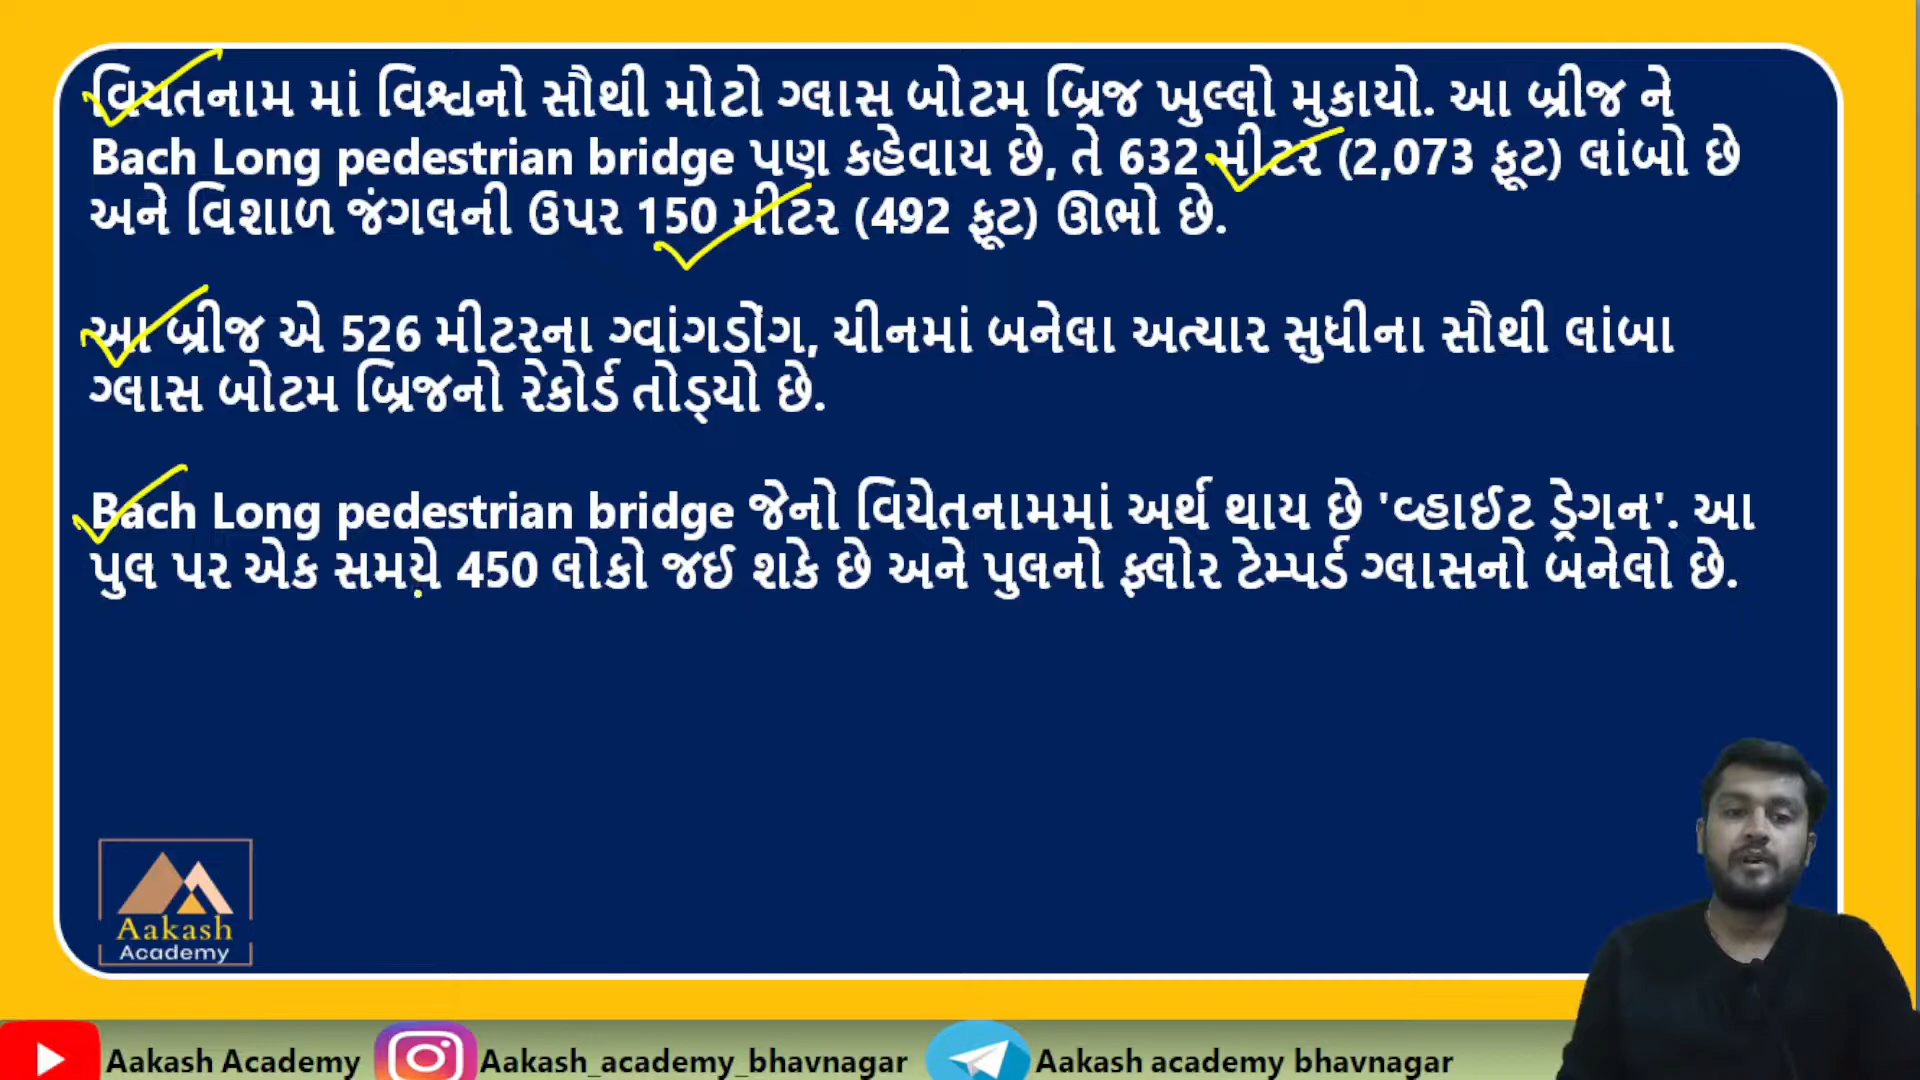 વિયેતનામ માં વિશ્વનો સૌથી મોટો ગ્લાસ બોટમ બ્રિજ ખુલ્લો મુકાયો. આ બ્રીજ ને
Bach Long pedestrian bridge પણ કહેવાય છે, તે 632 મીટર (2,073 ફૂટ) લાંબો છે
અને વિશાળ જંગલની ઉપર 150 મીટર (492 ફૂટ) ઊભો છે.
આ બ્રીજ એ 526 મીટરના ગ્વાંગડોંગ, ચીનમાં બનેલા અત્યાર સુધીના સૌથી લાંબા
ગ્લાસ બોટમ બ્રિજનો રેકોર્ડ તોડ્યો છે.
Bach Long pedestrian bridge જેનો વિયેતનામમાં અર્થ થાય છે 'વ્હાઈટ ડ્રેગન'. આ
પુલ પર એક સમયે 450 લોકો જઈ શકે છે અને પુલનો ફ્લોર ટેમ્પર્ડ ગ્લાસનો બનેલો છે.
Aakash
Academy
Aakash Academy Aakash_academy_bhavnagar Aakash academy bhavnagar